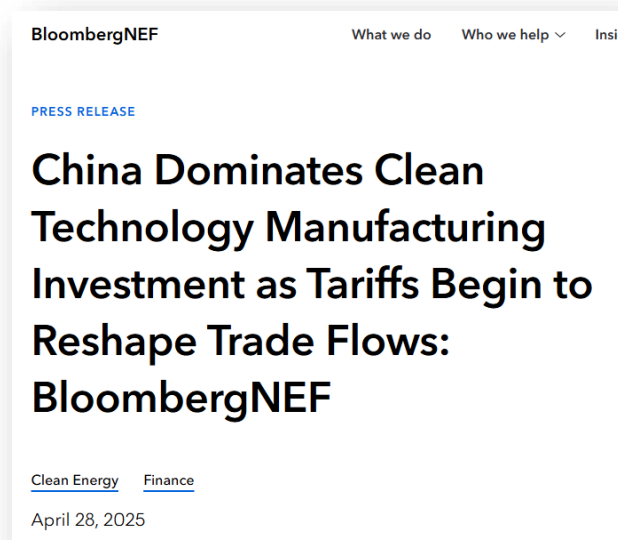 BloombergNEF
What we do Who we help
PRESS RELEASE
China Dominates Clean
Technology Manufacturing
Investment as Tariffs Begin to
Reshape Trade Flows:
BloombergNEF
Clean Energy Finance
April 28, 2025